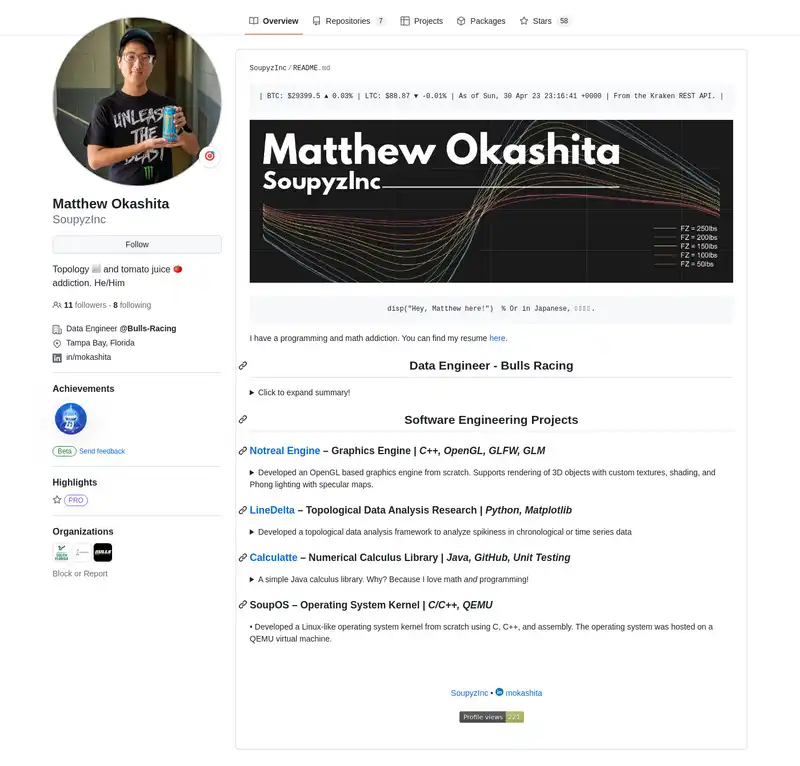 Overview
Repositories 7
Projects
Packages
Stars 58
UNLEASH
THE
BEAST
Matthew Okashita
SoupyzInc
Follow
Topology and tomato juice
addiction. He/Him
11 followers · 8 following
Data Engineer @Bulls-Racing
Tampa Bay, Florida
in/mokashita
Achievements
Beta Send feedback
Highlights
PRO
Organizations
Block or Report
SoupyzInc / README.md
| BTC: $29399.5 ▲ 0.03% | LTC: $88.87 ▼ -0.01% | As of Sun, 30 Apr 23 23:16:41 +0000 | From the Kraken REST API. |
Matthew Okashita
SoupyzInc
FZ = 250lbs
FZ = 200lbs
FZ = 150lbs
FZ = 100lbs
FZ = 50lbs
disp("Hey, Matthew here!") % Or in Japanese, .
I have a programming and math addiction. You can find my resume here.
Data Engineer - Bulls Racing
▶ Click to expand summary!
Software Engineering Projects
Notreal Engine – Graphics Engine | C++, OpenGL, GLFW, GLM
▶ Developed an OpenGL based graphics engine from scratch. Supports rendering of 3D objects with custom textures, shading, and
Phong lighting with specular maps.
LineDelta – Topological Data Analysis Research | Python, Matplotlib
▶ Developed a topological data analysis framework to analyze spikiness in chronological or time series data
Calculatte – Numerical Calculus Library | Java, GitHub, Unit Testing
▶ A simple Java calculus library. Why? Because I love math and programming!
SoupOS – Operating System Kernel | C/C++, QEMU
• Developed a Linux-like operating system kernel from scratch using C, C++, and assembly. The operating system was hosted on a
QEMU virtual machine.
SoupyzInc • mokashita
Profile views 221